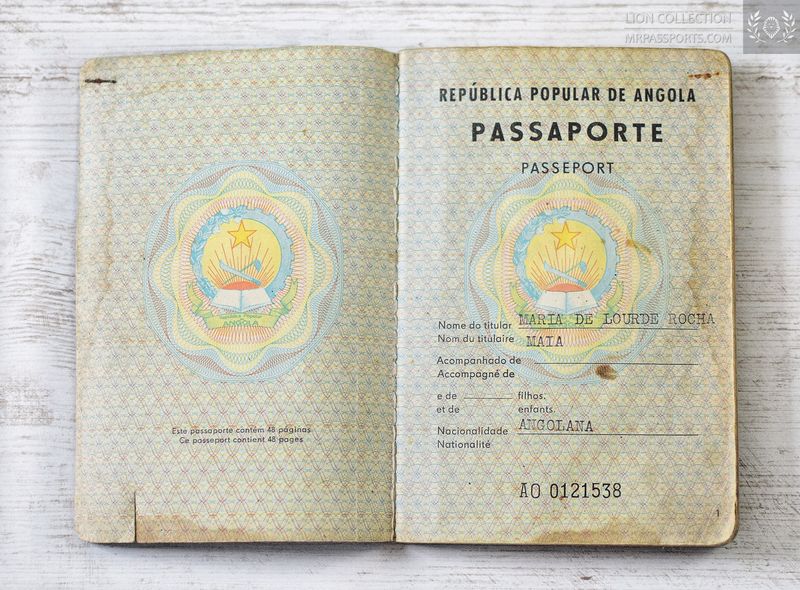 LION COLLECTION
MRPASSPORTS.COM
ANGOLA
Este passaporte contém 48 páginas
Ce passeport contient 48 pages
REPÚBLICA POPULAR DE ANGOLA
PASSAPORTE
PASSEPORT
Nome do titular MARIA DE LOURDE ROCHA
Nom du titulaire MAIA
Acompanhado de
Accompagné de
e de filhos.
et de enfants.
Nacionalidade ANGOLANA
Nationalité
AO 0121538
1